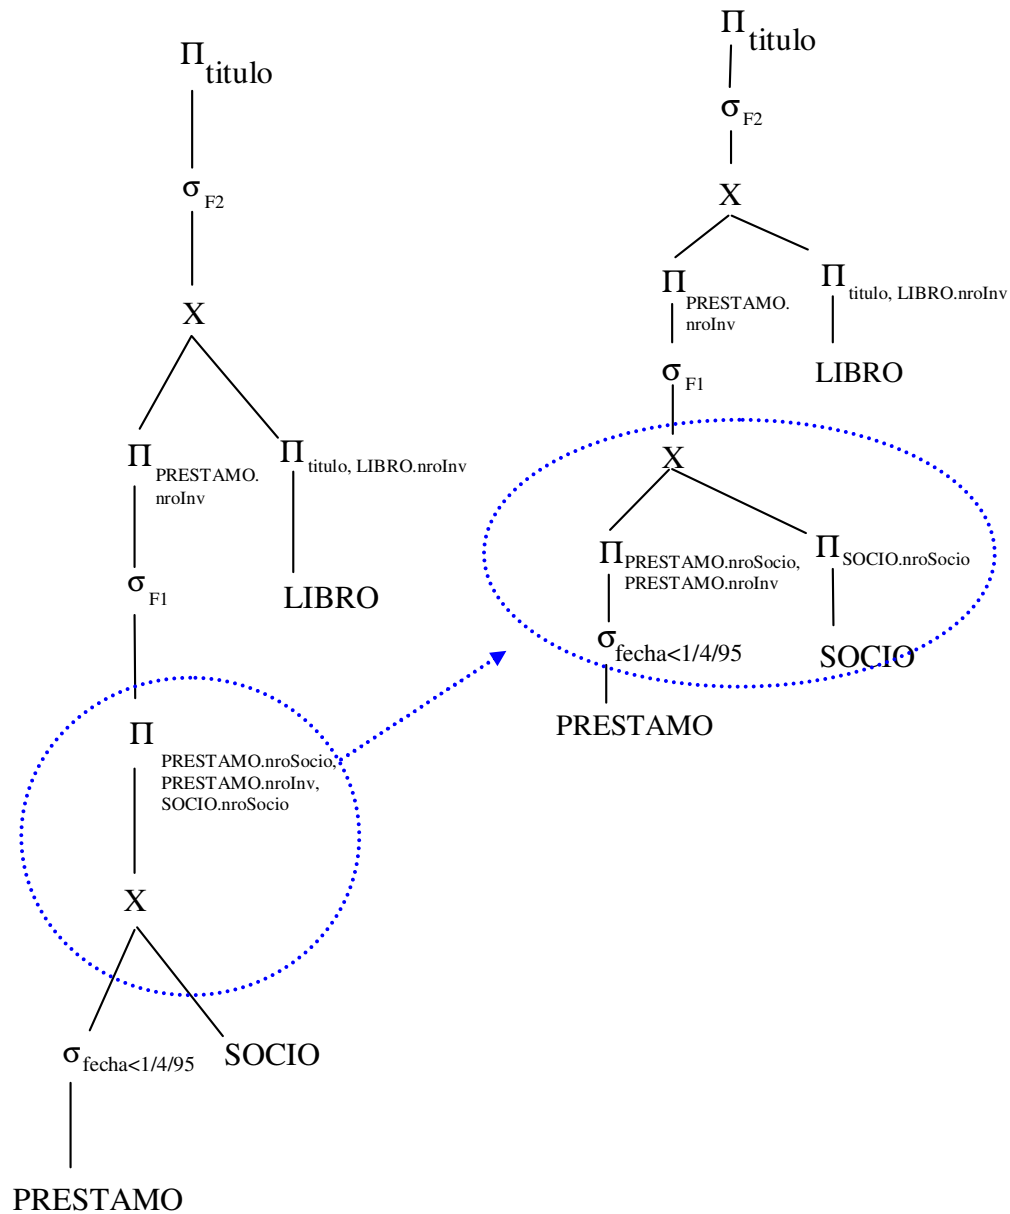 Π titulo
σ F2
X
Π PRESTAMO.
nroInv
Π titulo, LIBRO.nroInv
σ F1
LIBRO
Π
PRESTAMO.nroSocio,
PRESTAMO.nroInv,
SOCIO.nroSocio
X
σ fecha<1/4/95
SOCIO
PRESTAMO
Π titulo
σ F2
X
Π PRESTAMO.
nroInv
Π titulo, LIBRO.nroInv
σ F1
LIBRO
X
Π PRESTAMO.nroSocio,
PRESTAMO.nroInv
Π SOCIO.nroSocio
σ fecha<1/4/95
SOCIO
PRESTAMO